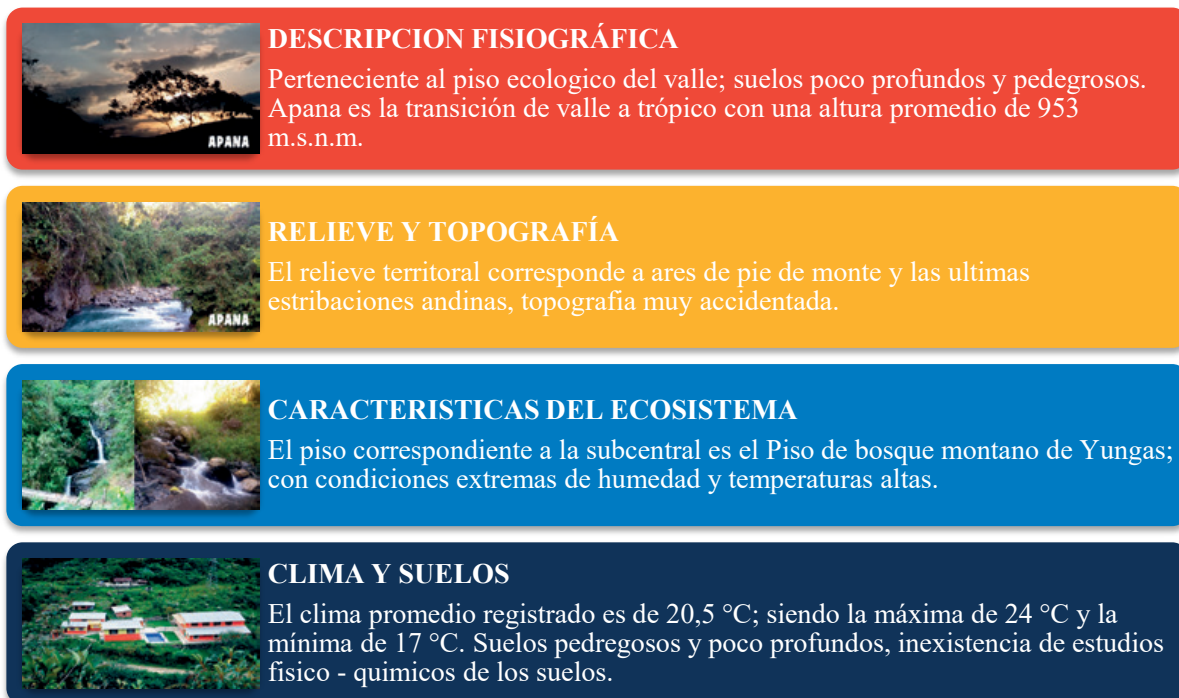 DESCRIPCION FISIOGRÁFICA
Perteneciente al piso ecologico del valle; suelos poco profundos y pedegrosos.
Apana es la transición de valle a trópico con una altura promedio de 953
m.s.n.m.
APANA
RELIEVE Y TOPOGRAFÍA
El relieve territoral corresponde a ares de pie de monte y las ultimas
estribaciones andinas, topografia muy accidentada.
APANA
CARACTERISTICAS DEL ECOSISTEMA
El piso correspondiente a la subcentral es el Piso de bosque montano de Yungas;
con condiciones extremas de humedad y temperaturas altas.
CLIMA Y SUELOS
El clima promedio registrado es de 20,5 °C; siendo la máxima de 24 °C y la
mínima de 17 °C. Suelos pedregosos y poco profundos, inexistencia de estudios
fisico - quimicos de los suelos.